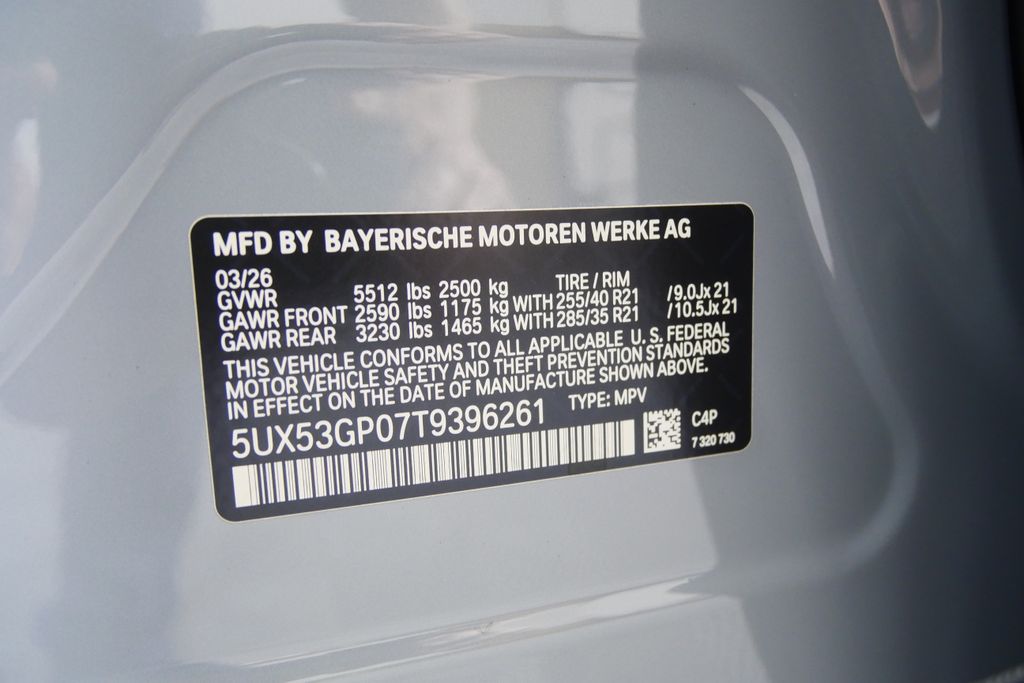 MFD BY BAYERISCHE MOTOREN WERKE AG
03/26 TIRE / RIM
GVWR 5512 lbs 2500 kg
GAWR FRONT 2590 lbs 1175 kg WITH 255/40 R21 /9.0Jx21
GAWR REAR 3230 lbs 1465 kg WITH 285/35 R21 /10.5Jx21
THIS VEHICLE CONFORMS TO ALL APPLICABLE U. S. FEDERAL
MOTOR VEHICLE SAFETY AND THEFT PREVENTION STANDARDS
IN EFFECT ON THE DATE OF MANUFACTURE SHOWN ABOVE.
5UX53GP07T9396261 TYPE: MPV
C4P
7 320 730